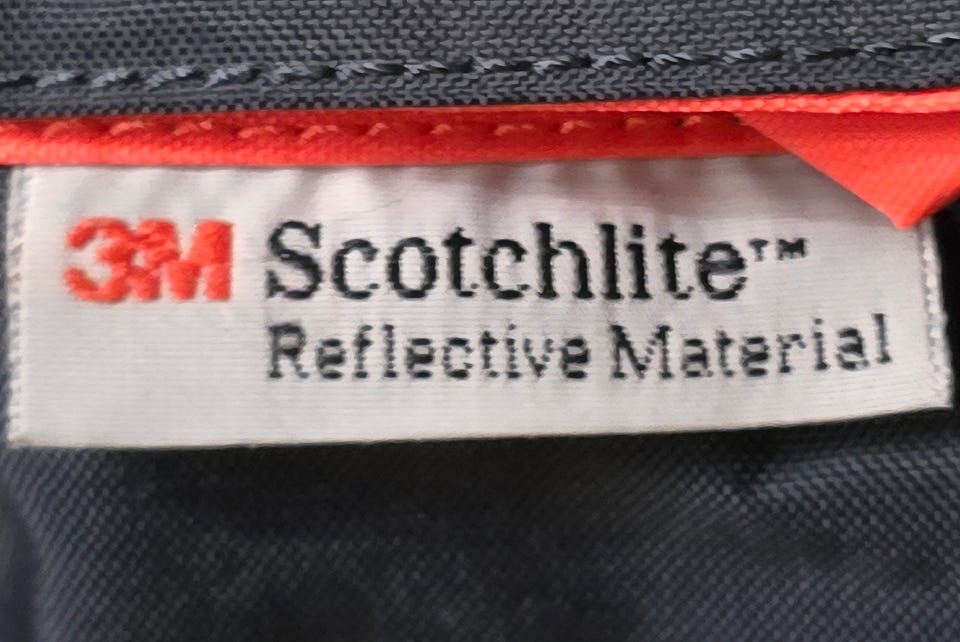 3M Scotchlite™
Reflective Material